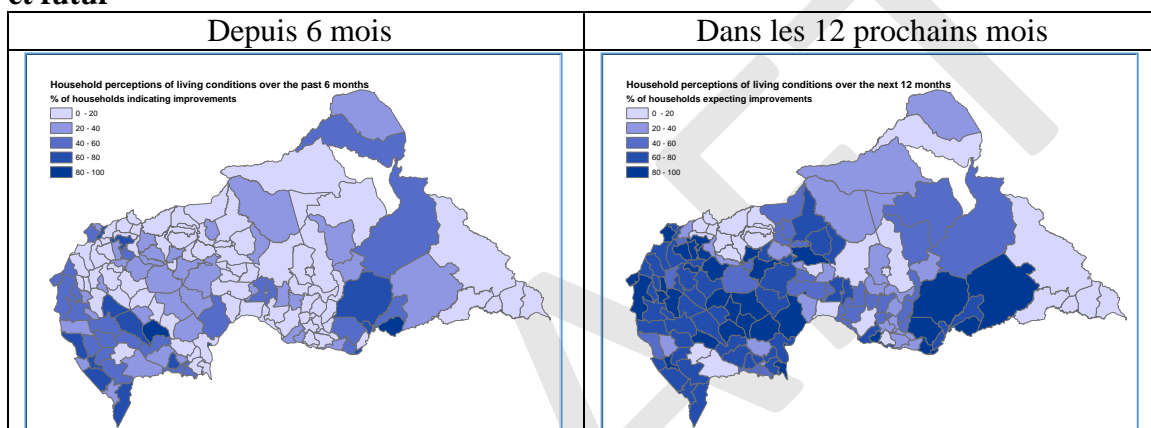 et futur
Depuis 6 mois
Dans les 12 prochains mois
Household perceptions of living conditions over the past 6 months
% of households indicating improvements
0 - 20
20 - 40
40 - 60
60 - 80
80 - 100
Household perceptions of living conditions over the next 12 months
% of households expecting improvements
0 - 20
20 - 40
40 - 60
60 - 80
80 - 100